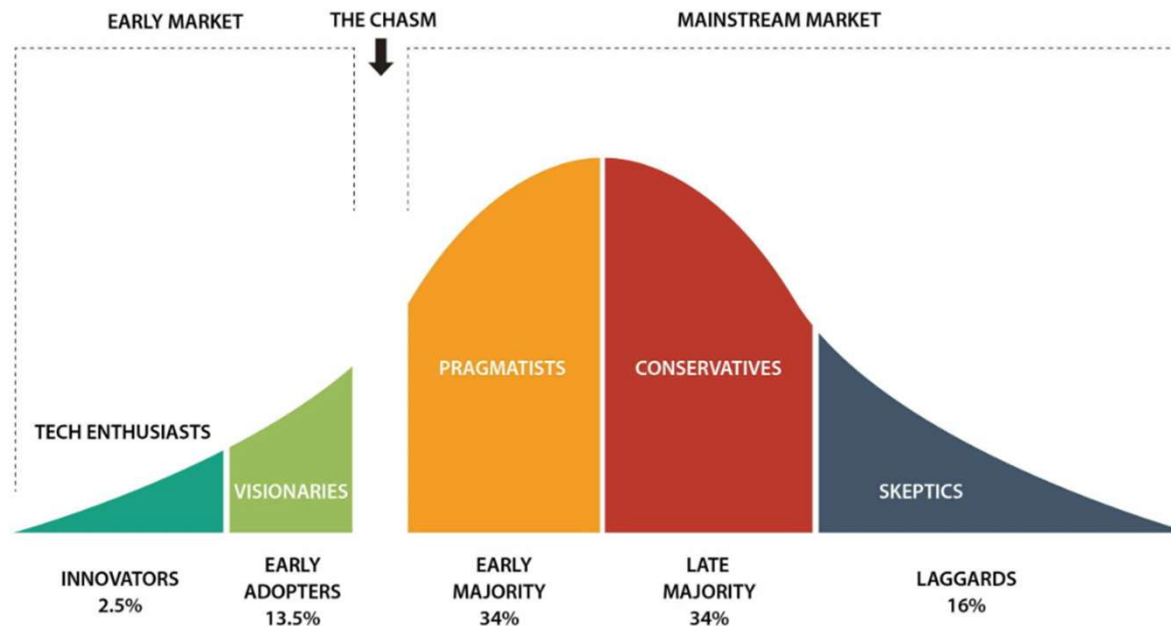 EARLY MARKET
THE CHASM
MAINSTREAM MARKET
TECH ENTHUSIASTS
VISIONARIES
PRAGMATISTS
CONSERVATIVES
SKEPTICS
INNOVATORS
2.5%
EARLY
ADOPTERS
13.5%
EARLY
MAJORITY
34%
LATE
MAJORITY
34%
LAGGARDS
16%